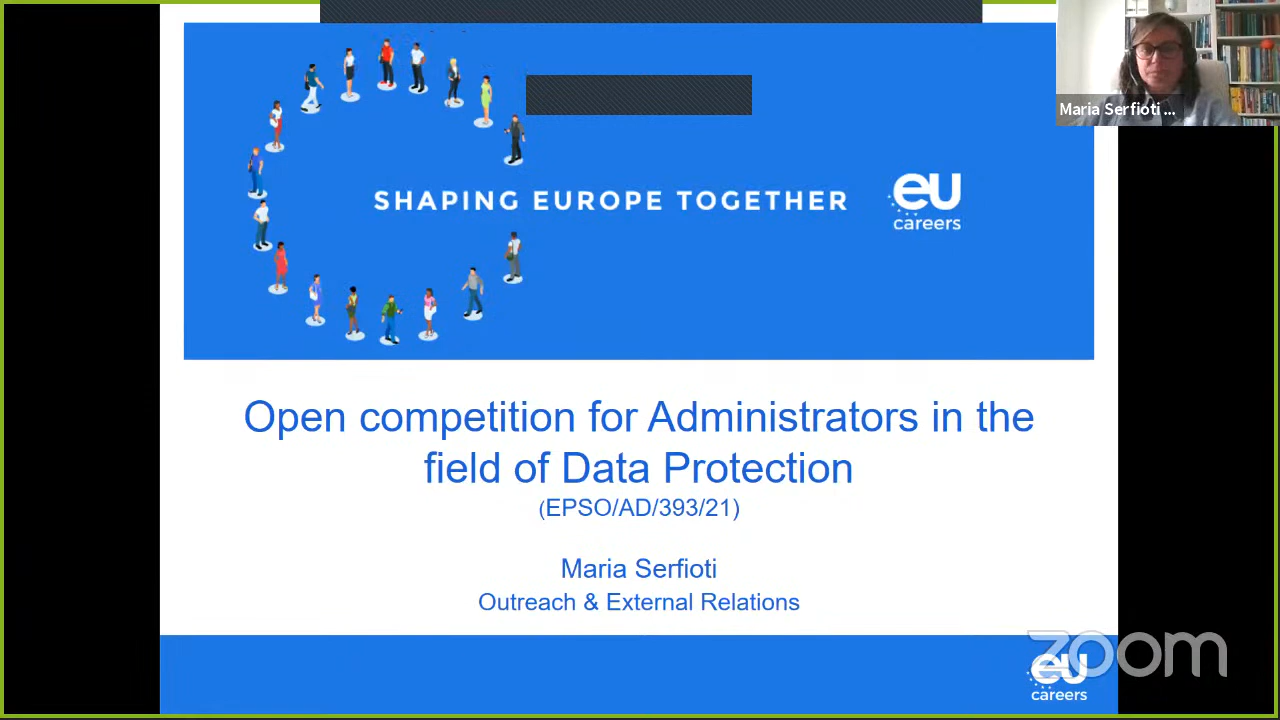 Maria Serfioti ...
SHAPING EUROPE TOGETHER
eu
careers
Open competition for Administrators in the
field of Data Protection
(EPSO/AD/393/21)
Maria Serfioti
Outreach & External Relations
zoom
eu
careers